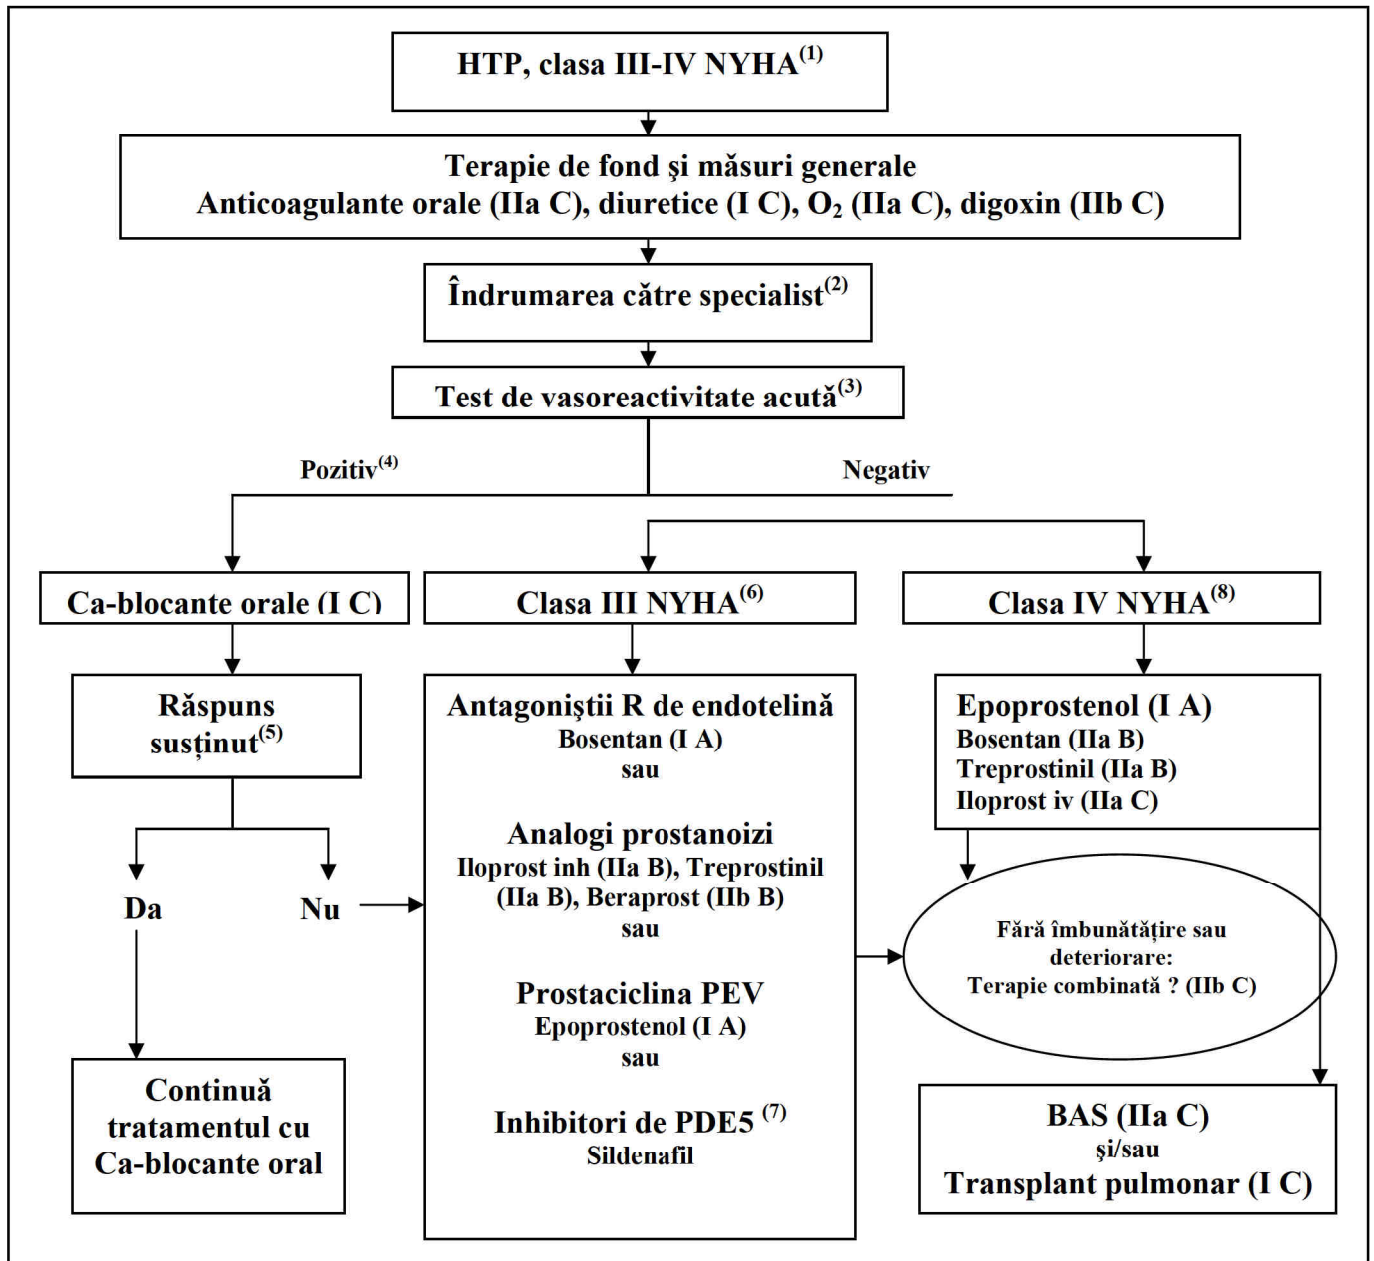 HTP, clasa III-IV NYHA(1)
Terapie de fond şi măsuri generale
Anticoagulante orale (IIa C), diuretice (I C), O2 (IIa C), digoxin (IIb C)
Îndrumarea către specialist(2)
Test de vasoreactivitate acută(3)
Pozitiv(4)
Negativ
Ca-blocante orale (I C)
Clasa III NYHA(6)
Clasa IV NYHA(8)
Răspuns
susținut(5)
Da
Nu
Continuă
tratamentul cu
Ca-blocante oral
Antagoniştii R de endotelină
Bosentan (I A)
sau
Analogi prostanoizi
Iloprost inh (IIa B), Treprostinil
(IIa B), Beraprost (IIb B)
sau
Prostaciclina PEV
Epoprostenol (I A)
sau
Inhibitori de PDE5 (7)
Sildenafil
Epoprostenol (I A)
Bosentan (IIa B)
Treprostinil (IIa B)
Iloprost iv (IIa C)
Fără îmbunătățire sau
deteriorare:
Terapie combinată ? (IIb C)
BAS (IIa C)
şi/sau
Transplant pulmonar (I C)